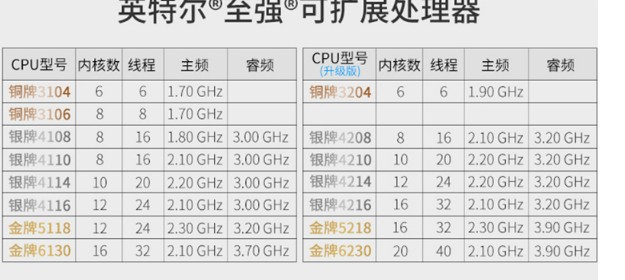 英特尔®至强®可扩展处理器
CPU型号 内核数 线程 主频 睿频 CPU型号 内核数 线程 主频 睿频
(升级版)
铜牌3104 6 6 1.70 GHz 铜牌3204 6 6 1.90 GHz
铜牌3106 8 8 1.70 GHz
银牌4108 8 16 1.80 GHz 3.00 GHz 银牌4208 8 16 2.10 GHz 3.20 GHz
银牌4110 8 16 2.10 GHz 3.00 GHz 银牌4210 10 20 2.20 GHz 3.20 GHz
银牌4114 10 20 2.20 GHz 3.00 GHz 银牌4214 12 24 2.20 GHz 3.20 GHz
银牌4116 12 24 2.10 GHz 3.00 GHz 银牌4216 16 32 2.10 GHz 3.20 GHz
金牌5118 12 24 2.30 GHz 3.20 GHz 金牌5218 16 32 2.30 GHz 3.90 GHz
金牌6130 16 32 2.10 GHz 3.70 GHz 金牌6230 20 40 2.10 GHz 3.90 GHz